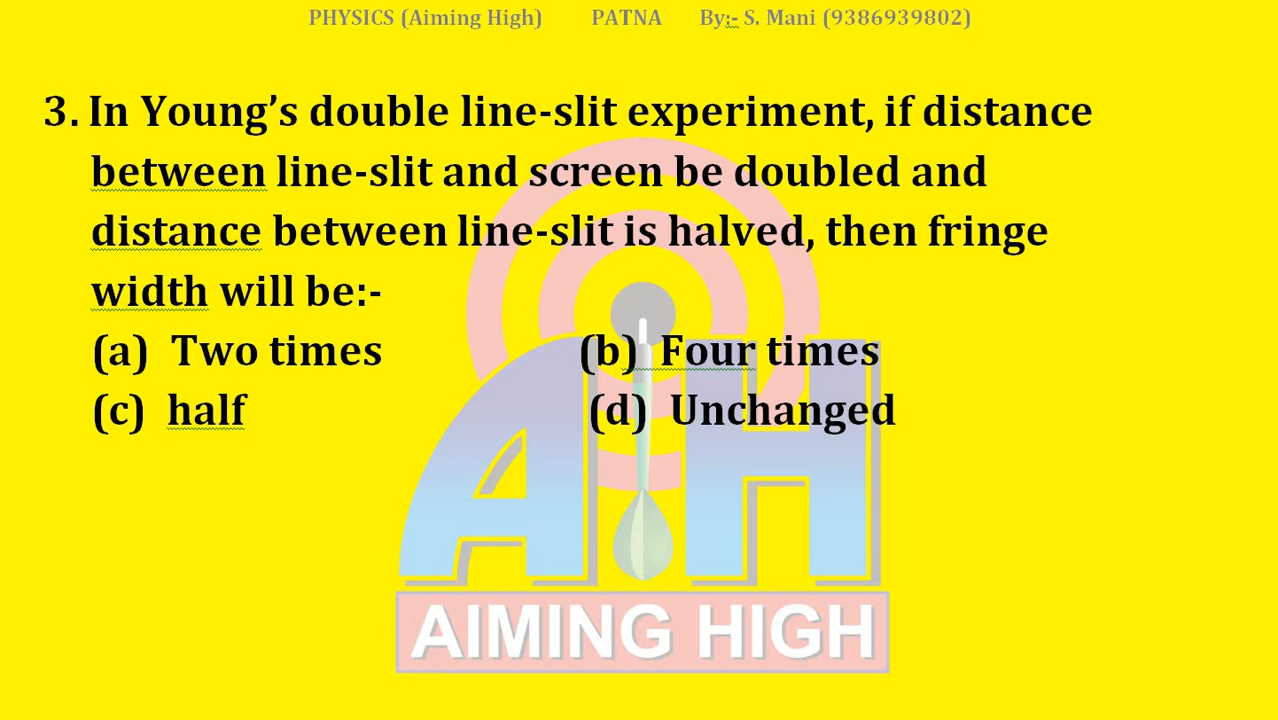 PHYSICS (Aiming High) PATNA By:- S. Mani (9386939802)
3. In Young's double line-slit experiment, if distance
between line-slit and screen be doubled and
distance between line-slit is halved, then fringe
width will be:-
(a) Two times (b) Four times
(c) half (d) Unchanged
AH
AIMING HIGH